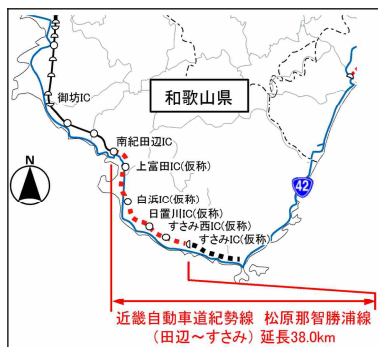 和歌山県
御坊IC
南紀田辺IC
上富田IC(仮称)
N
42
白浜IC(仮称)
日置川IC(仮称)
すさみ西IC(仮称)
すさみIC(仮称)
近畿自動車道紀勢線 松原那智勝浦線
(田辺~すさみ) 延長38.0km